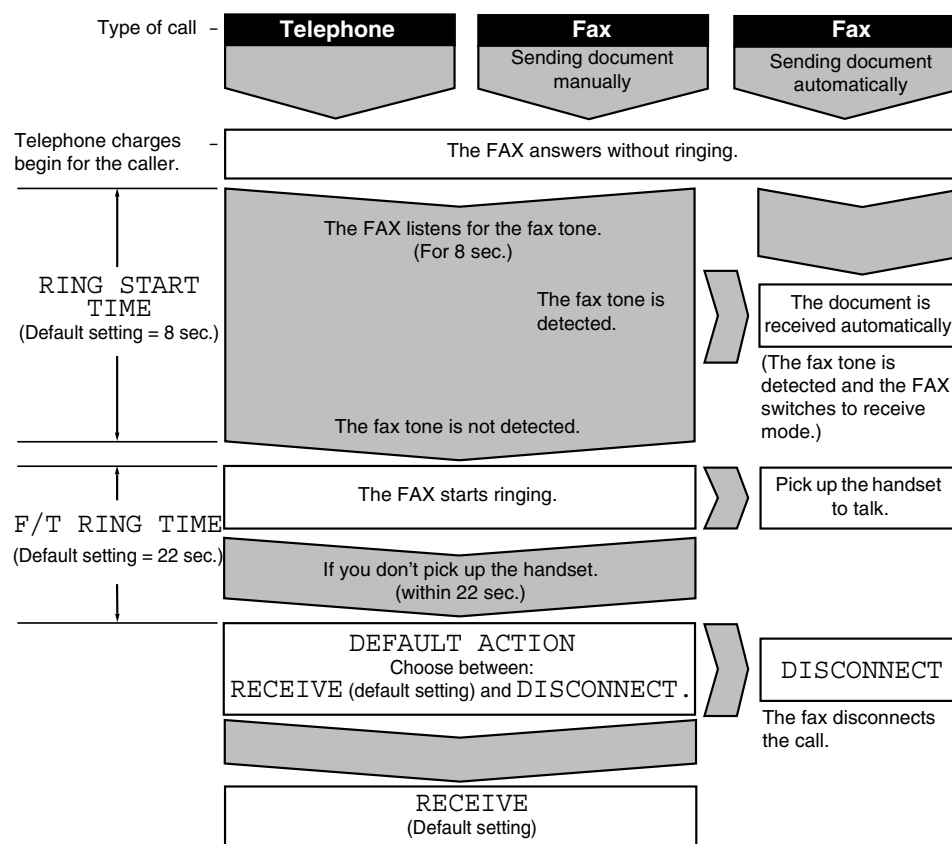 Type of call
Telephone
Fax
Sending document
manually
Fax
Sending document
automatically
Telephone charges
begin for the caller.
The FAX answers without ringing.
RING START
TIME
(Default setting = 8 sec.)
The FAX listens for the fax tone.
(For 8 sec.)
The fax tone is
detected.
The document is
received automatically
(The fax tone is
detected and the FAX
switches to receive
mode.)
The fax tone is not detected.
F/T RING TIME
(Default setting = 22 sec.)
The FAX starts ringing.
Pick up the handset
to talk.
If you don’t pick up the handset.
(within 22 sec.)
DEFAULT ACTION
Choose between:
RECEIVE (default setting) and DISCONNECT.
DISCONNECT
The fax disconnects
the call.
RECEIVE
(Default setting)